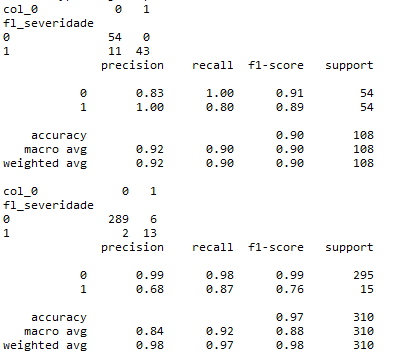 col_0 0 1
fl_severidade
0 54 0
1 11 43
precision recall f1-score support
0 0.83 1.00 0.91 54
1 1.00 0.80 0.89 54
accuracy 0.90 108
macro avg 0.92 0.90 0.90 108
weighted avg 0.92 0.90 0.90 108
col_0 0 1
fl_severidade
0 289 6
1 2 13
precision recall f1-score support
0 0.99 0.98 0.99 295
1 0.68 0.87 0.76 15
accuracy 0.97 310
macro avg 0.84 0.92 0.88 310
weighted avg 0.98 0.97 0.98 310